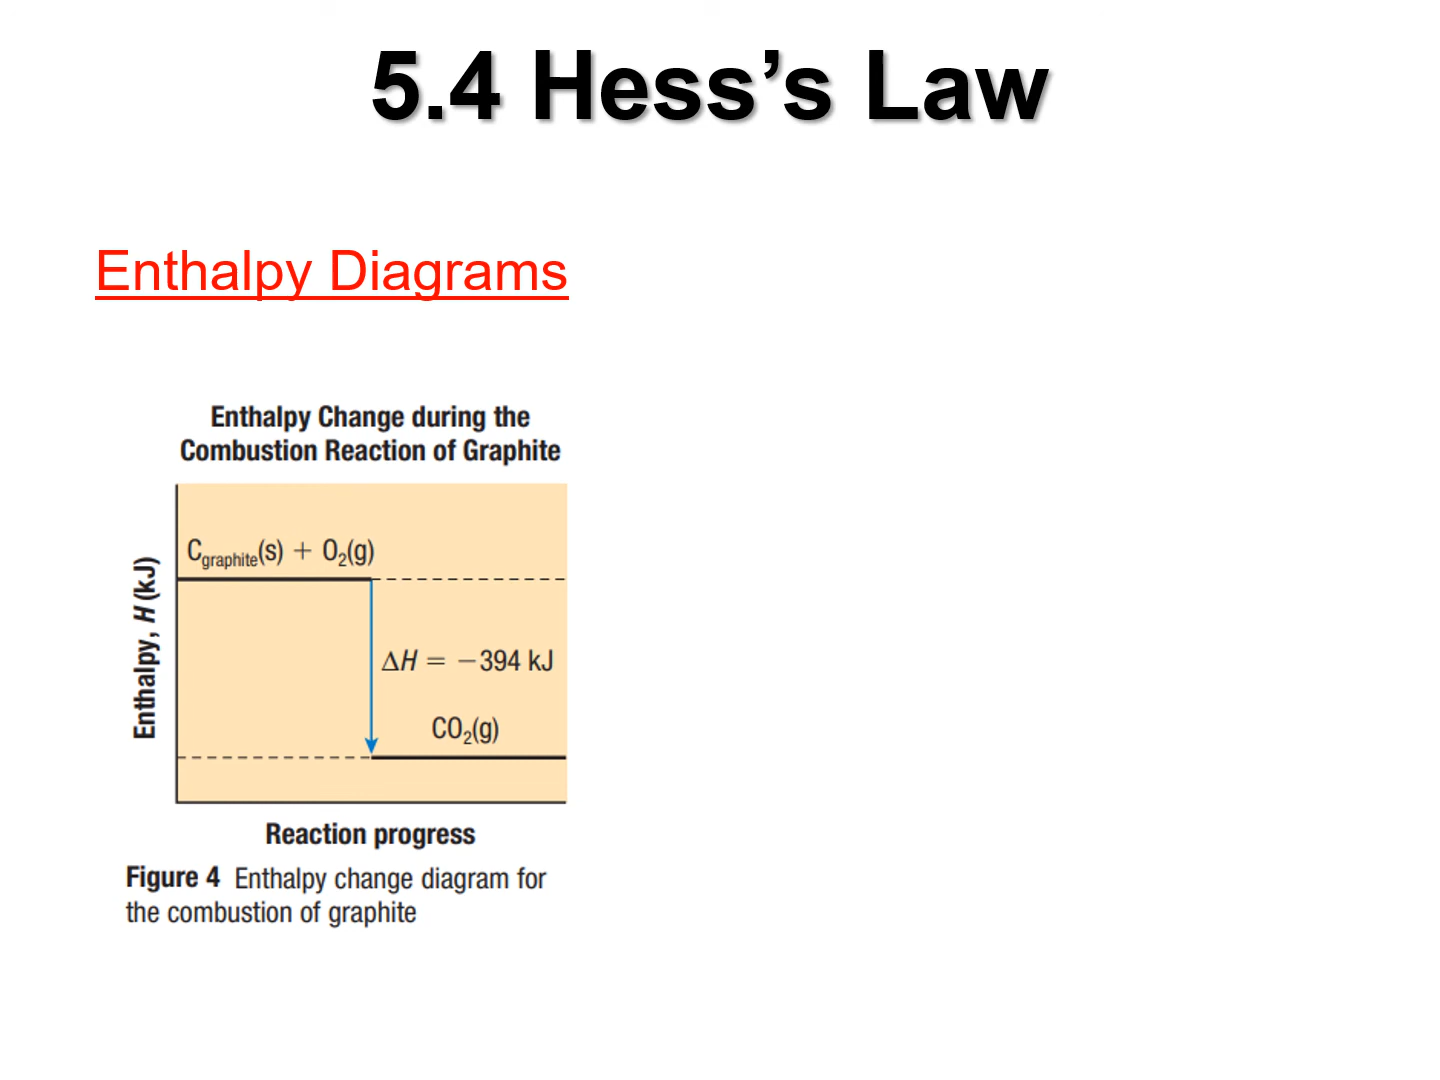 5.4 Hess’s Law
Enthalpy Diagrams
Enthalpy Change during the
Combustion Reaction of Graphite
Enthalpy, H (kJ)
C_graphite(s) + O₂(g)
ΔH = −394 kJ
CO₂(g)
Reaction progress
Figure 4 Enthalpy change diagram for
the combustion of graphite